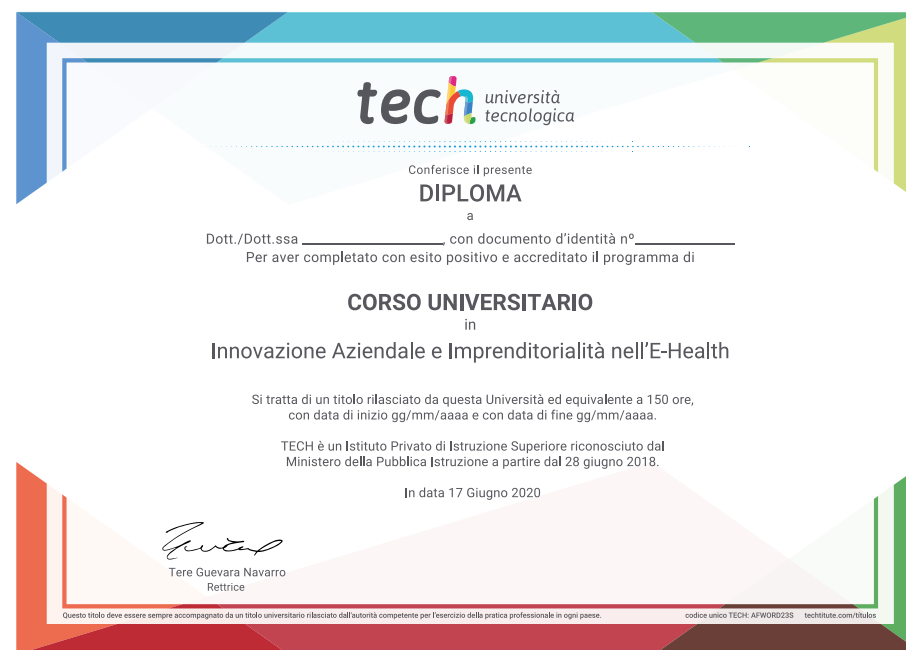 tech università
tecnologica
Conferisce il presente
DIPLOMA
a
Dott./Dott.ssa ____________________, con documento d'identità nº______________
Per aver completato con esito positivo e accreditato il programma di
CORSO UNIVERSITARIO
in
Innovazione Aziendale e Imprenditorialità nell'E-Health
Si tratta di un titolo rilasciato da questa Università ed equivalente a 150 ore,
con data di inizio gg/mm/aaaa e con data di fine gg/mm/aaaa.
TECH è un Istituto Privato di Istruzione Superiore riconosciuto dal
Ministero della Pubblica Istruzione a partire dal 28 giugno 2018.
In data 17 Giugno 2020
Tere Guevara Navarro
Rettrice
Questo titolo deve essere sempre accompagnato da un titolo universitario rilasciato dall'autorità competente per l'esercizio della pratica professionale in ogni paese. codice unico TECH: AFWORD23S techtitute.com/títulos